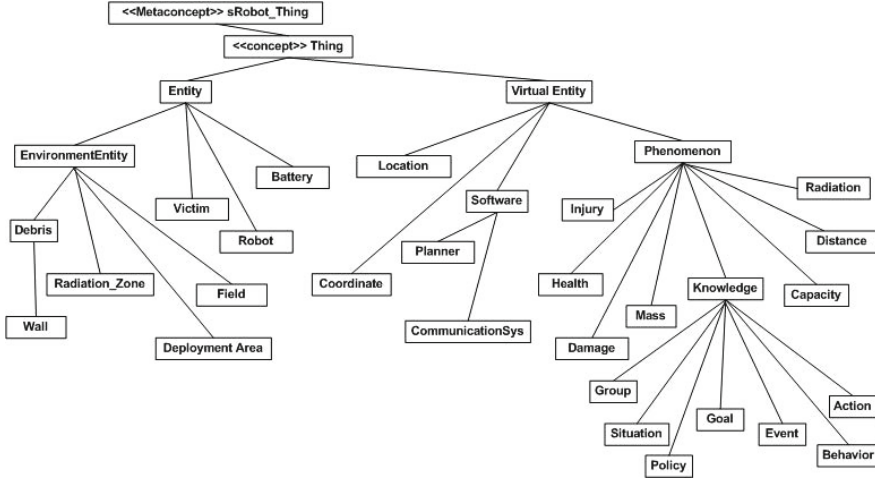 <<Metaconcept>> sRobot_Thing
<<concept>> Thing
Entity
Virtual Entity
EnvironmentEntity
Phenomenon
Location
Battery
Radiation
Software
Victim
Injury
Debris
Robot
Distance
Planner
Radiation_Zone
Coordinate
Health
Field
Knowledge
Capacity
Mass
Wall
CommunicationSys
Deployment Area
Damage
Group
Action
Goal
Situation
Event
Behavior
Policy